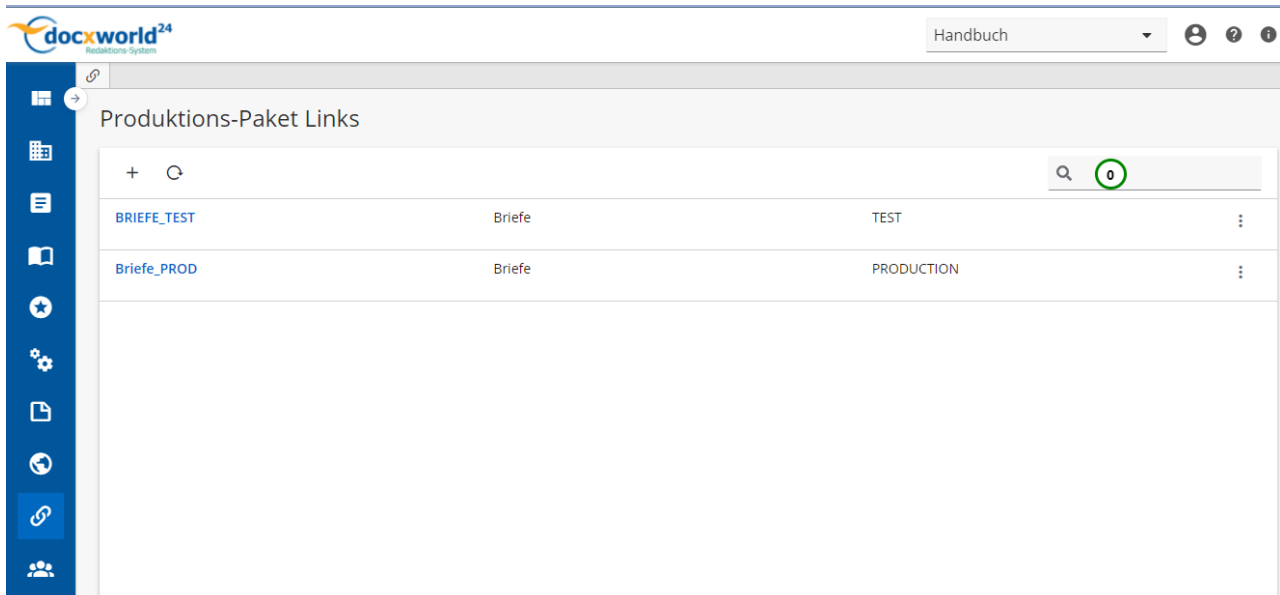 docxworld24
Redaktions-System
Handbuch
Produktions-Paket Links
0
BRIEFE_TEST Briefe TEST
Briefe_PROD Briefe PRODUCTION